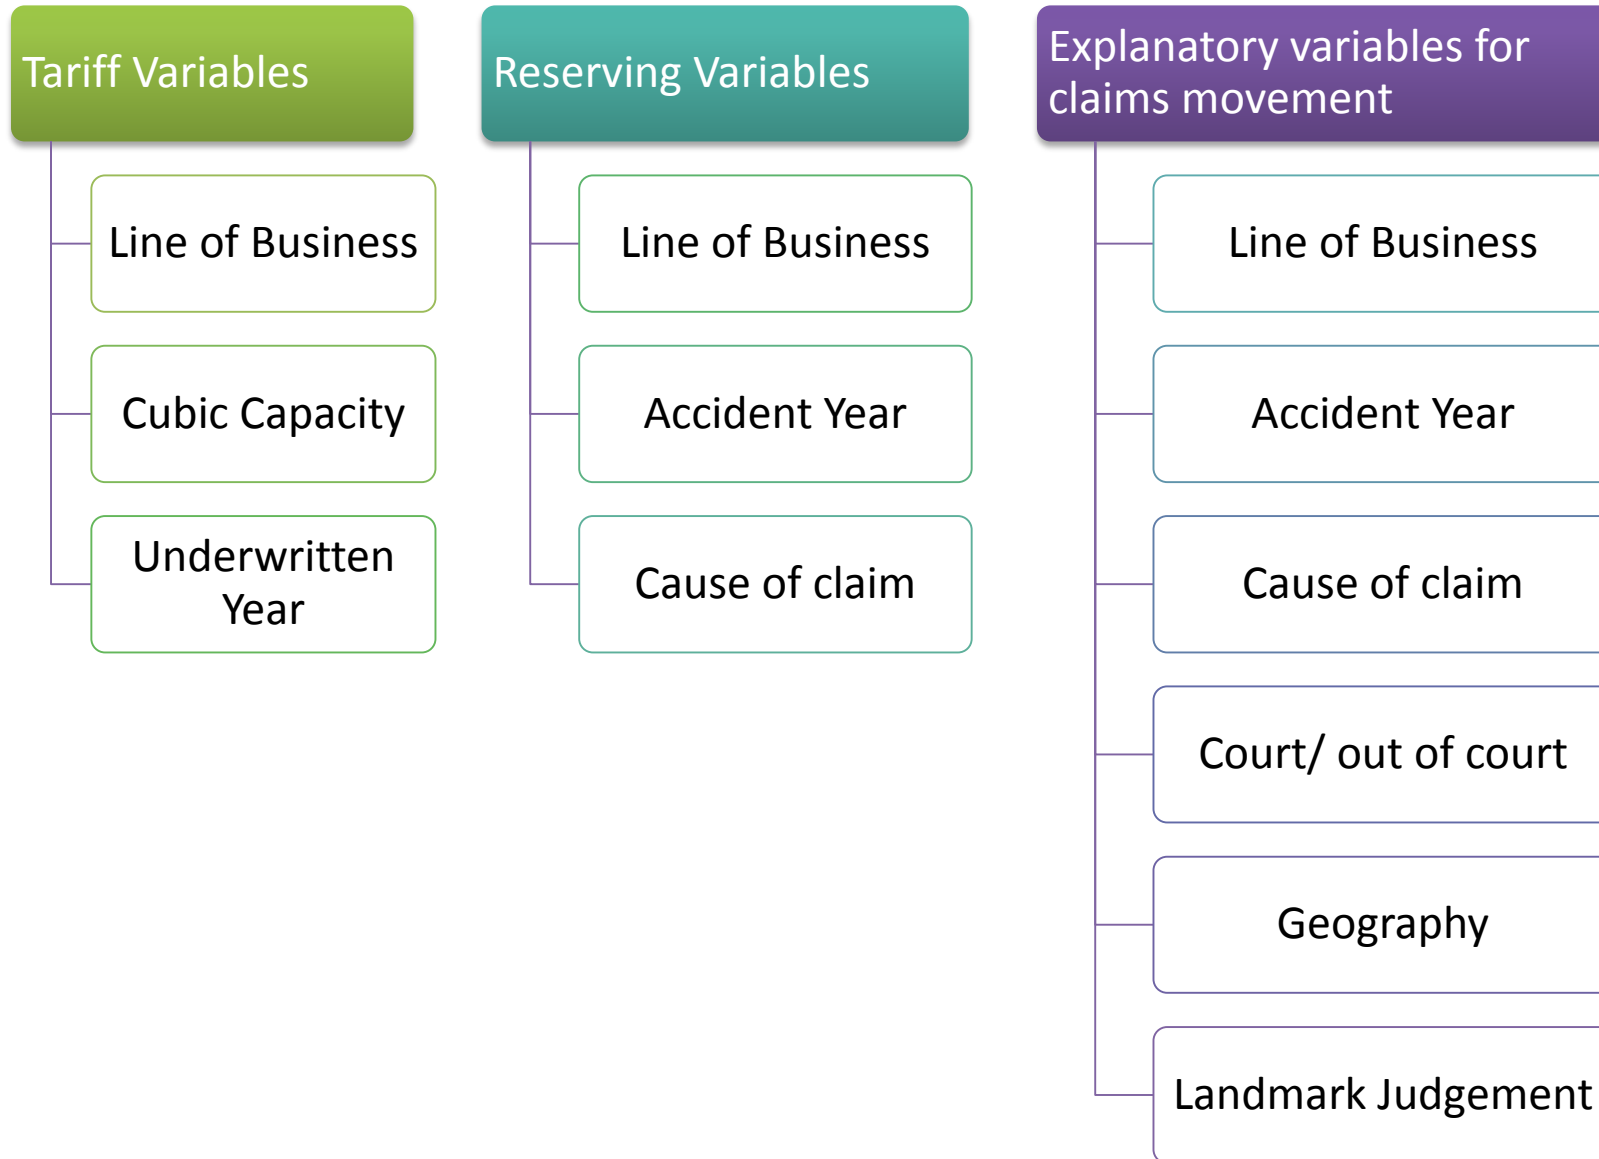 Tariff Variables
Line of Business
Cubic Capacity
Underwritten
Year
Reserving Variables
Line of Business
Accident Year
Cause of claim
Explanatory variables for
claims movement
Line of Business
Accident Year
Cause of claim
Court/ out of court
Geography
Landmark Judgement